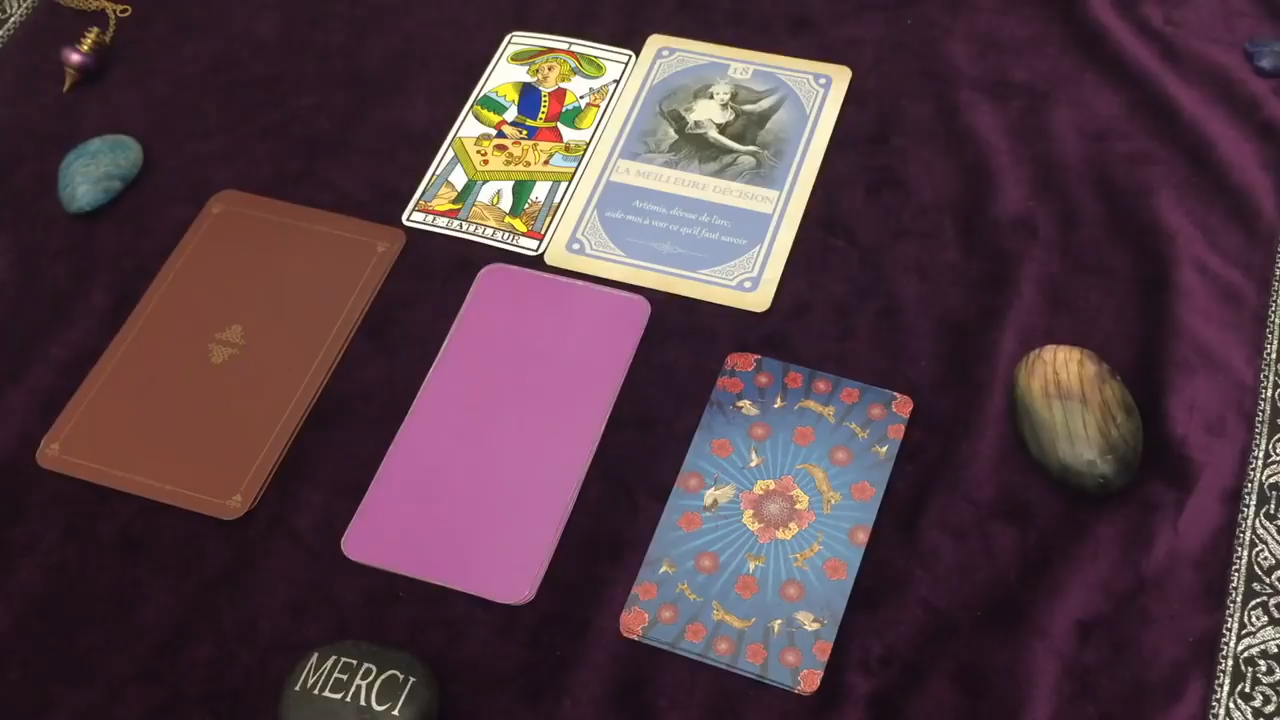 I
LE·BATELEUR
18
LA MEILLEURE DÉCISION
Artémis, déesse de l'arc,
aide-moi à voir ce qu'il faut savoir
MERCI